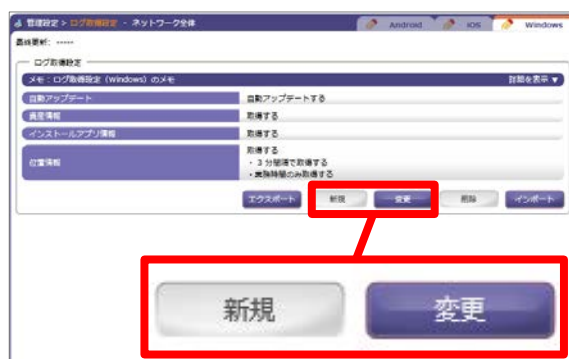 管理設定 > ログ取得設定 - ネットワーク全体
Android
iOS
Windows
最終更新: -----
ログ取得設定
メモ：ログ取得設定（Windows）のメモ
詳細を表示 ▼
自動アップデート
自動アップデートする
資産情報
取得する
インストールアプリ情報
取得する
位置情報
取得する
・３分間隔で取得する
・業務時間のみ取得する
エクスポート
新規
変更
削除
インポート
新規
変更